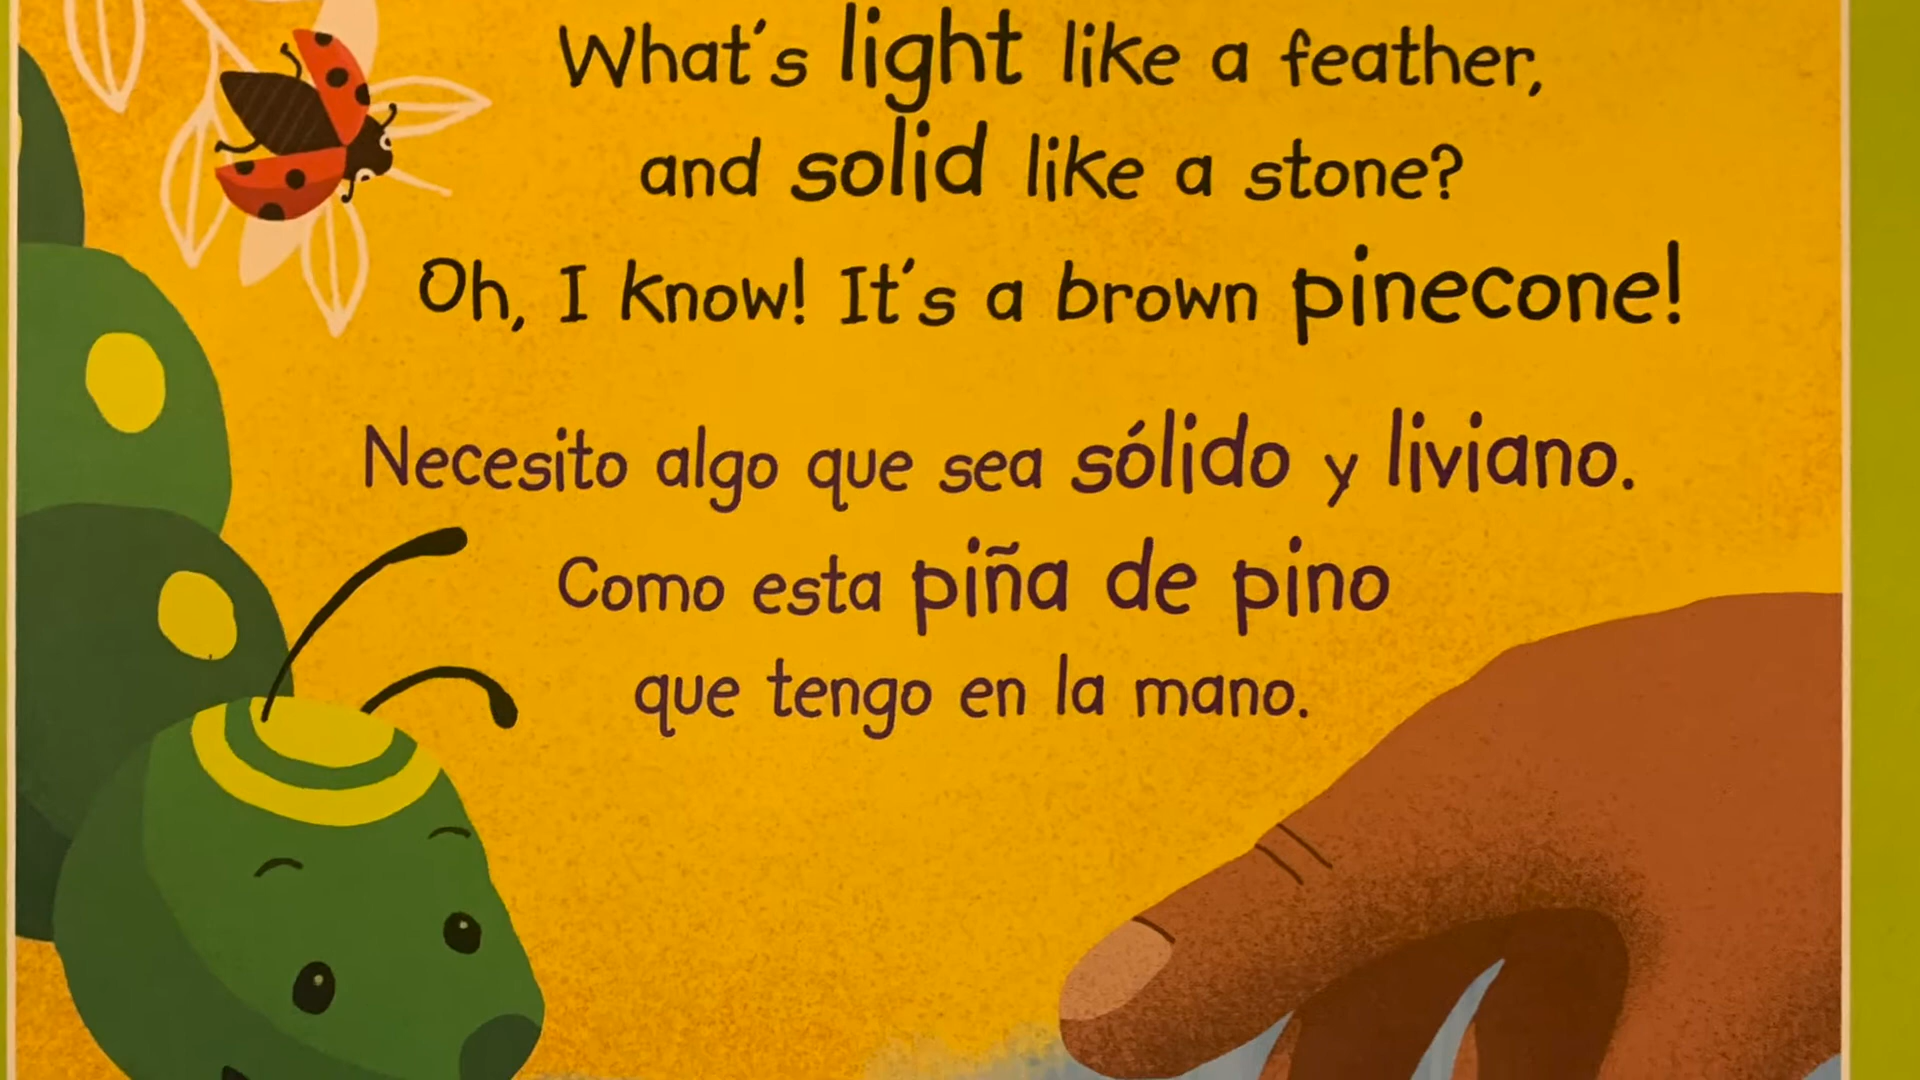 What's light like a feather,
and solid like a stone?
Oh, I know! It's a brown pinecone!
Necesito algo que sea sólido y liviano.
Como esta piña de pino
que tengo en la mano.